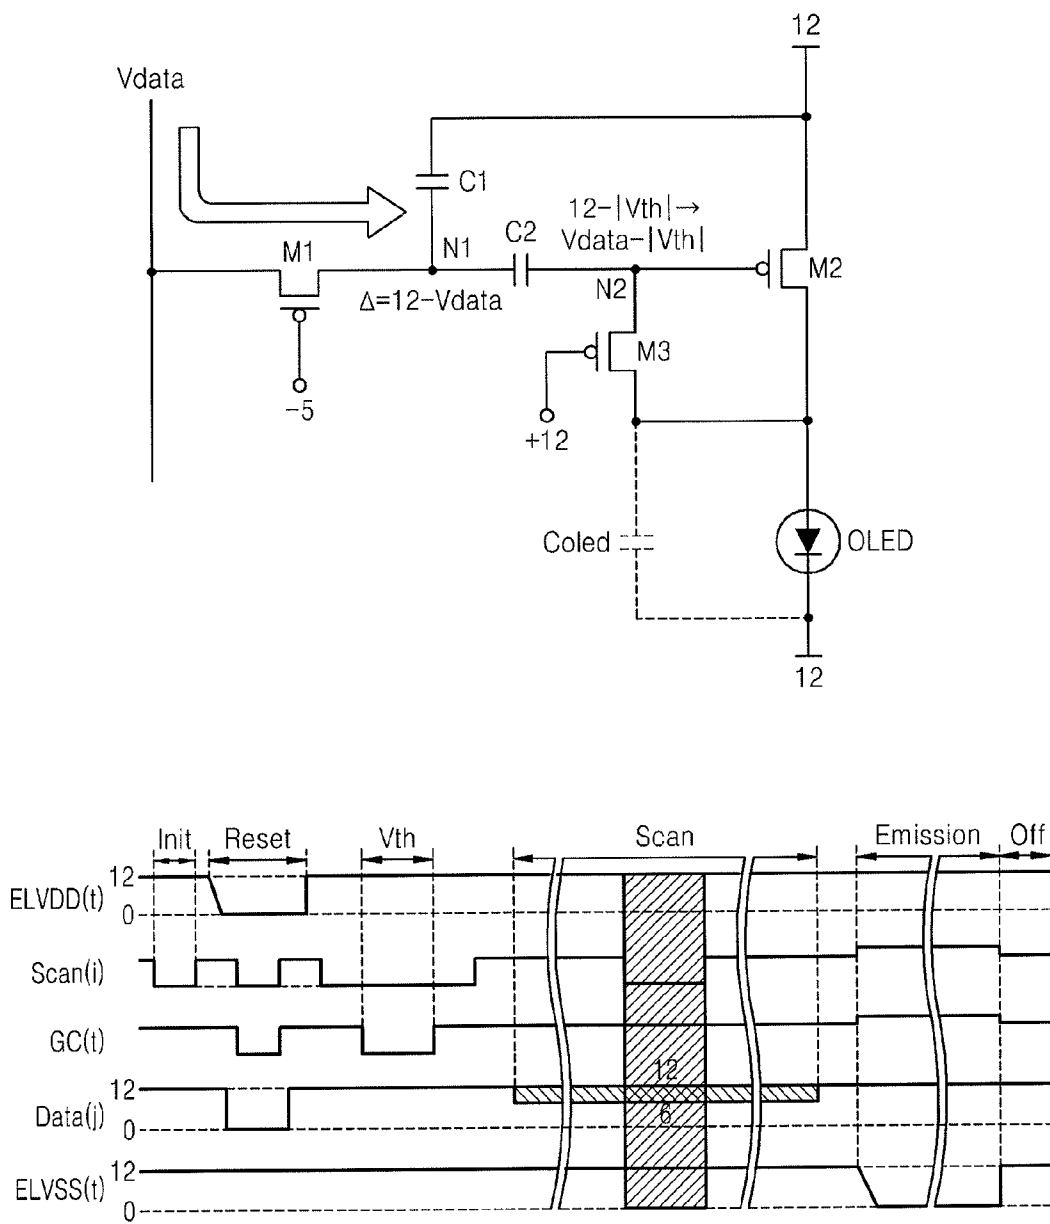 12
Vdata
C1
12–|Vth|→
Vdata–|Vth|
M1
N1
C2
M2
Δ=12–Vdata
N2
M3
–5
+12
Coled
OLED
12
Init
Reset
Vth
Scan
Emission
Off
ELVDD(t)
12
0
Scan(i)
GC(t)
Data(j)
12
0
12
6
ELVSS(t)
12
0